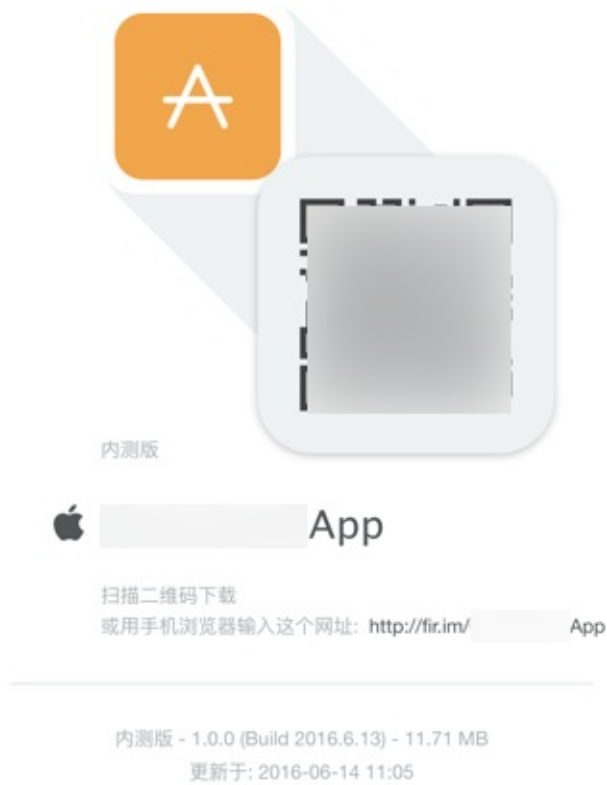 内测版
App
扫描二维码下载
或用手机浏览器输入这个网址: http://fir.im/ App
内测版 - 1.0.0 (Build 2016.6.13) - 11.71 MB
更新于: 2016-06-14 11:05